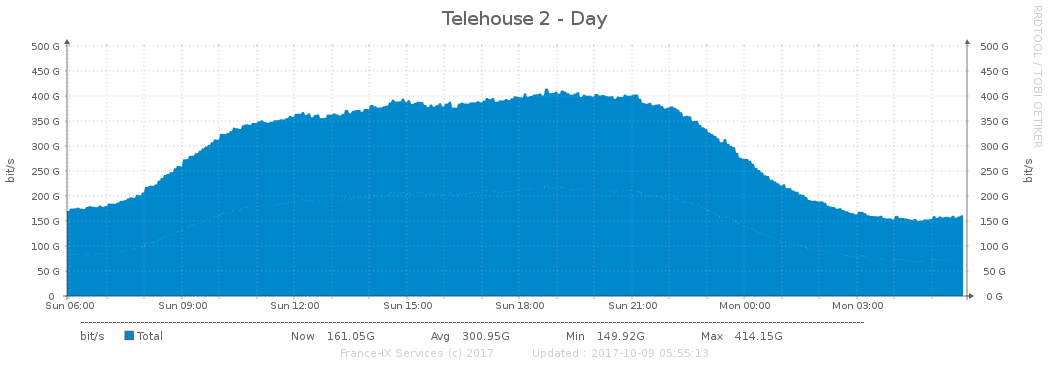 Telehouse 2 - Day
RRDTOOL / TOBI OETIKER
bit/s
500 G 500 G
450 G 450 G
400 G 400 G
350 G 350 G
300 G 300 G
250 G 250 G
200 G 200 G
150 G 150 G
100 G 100 G
50 G 50 G
0 0 G
bit/s
Sun 06:00 Sun 09:00 Sun 12:00 Sun 15:00 Sun 18:00 Sun 21:00 Mon 00:00 Mon 03:00
bit/s Total Now 161.05G Avg 300.95G Min 149.92G Max 414.15G
France-IX Services (c) 2017 Updated : 2017-10-09 05:55:13